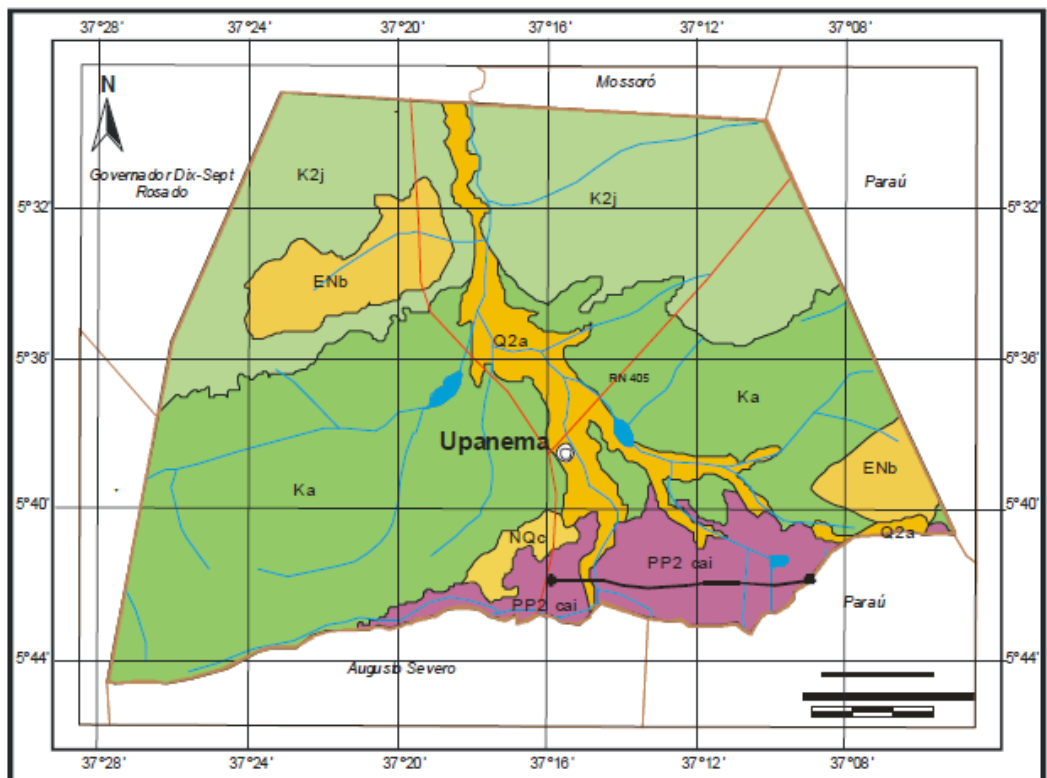 37°28' 37°24' 37°20' 37°16' 37°12' 37°08'
N
Mossoró
Governador Dix-Sept
Rosado
K2j
K2j
Paraú
5°32'
5°32'
ENb
Q2a
5°36'
5°36'
RN 405
Ka
Upanema
ENb
Ka
5°40'
5°40'
NQc
Q2a
PP2 cai
PP2 cai
Paraú
5°44'
5°44'
Augusto Severo
37°28' 37°24' 37°20' 37°16' 37°12' 37°08'